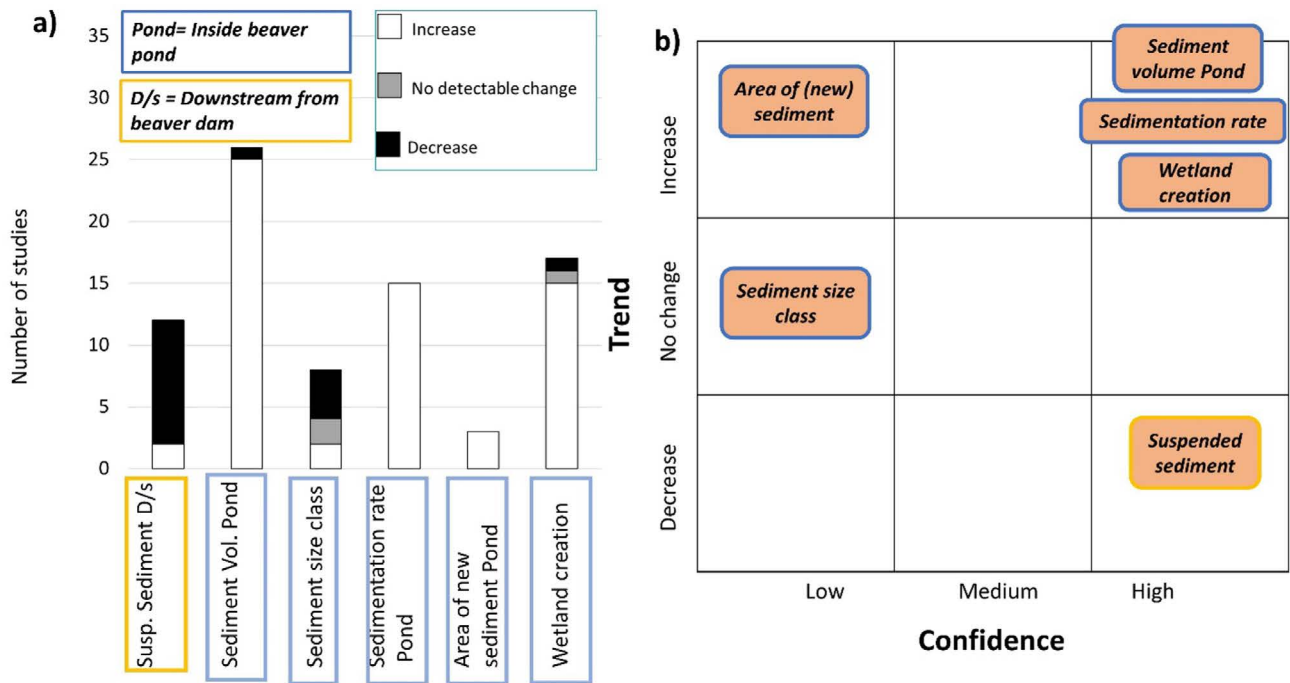 a)
Pond= Inside beaver
pond
D/s = Downstream from
beaver dam
Increase
No detectable change
Decrease
Number of studies
35
30
25
20
15
10
5
0
Susp. Sediment D/s
Sediment Vol. Pond
Sediment size class
Sedimentation rate
Pond
Area of new
sediment Pond
Wetland creation
b)
Trend
Increase
No change
Decrease
Area of (new)
sediment
Sediment
volume Pond
Sedimentation rate
Wetland
creation
Sediment size
class
Suspended
sediment
Low
Medium
High
Confidence